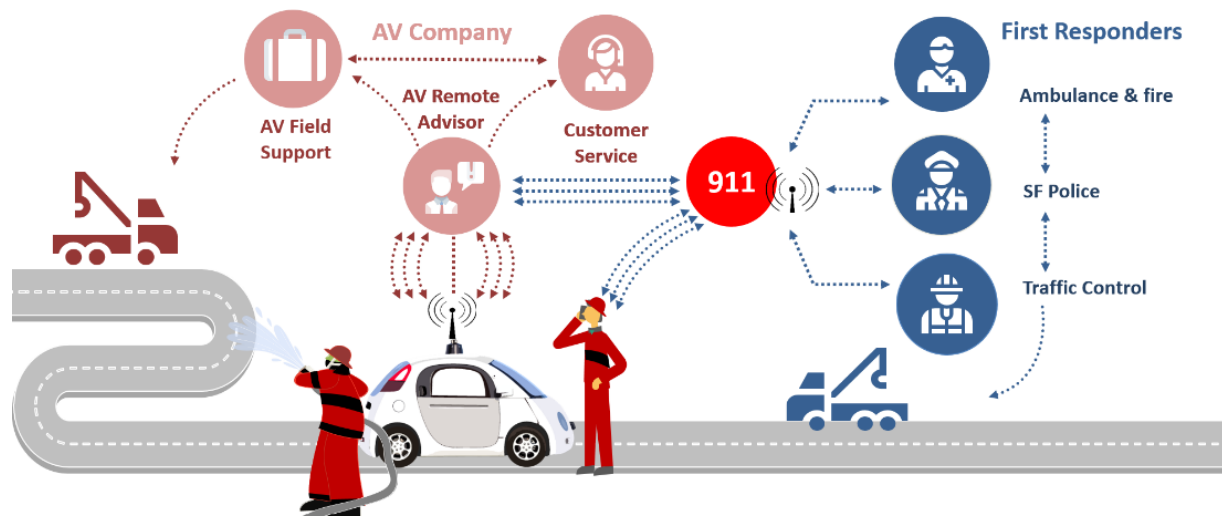 AV Company
First Responders
AV Field
Support
AV Remote
Advisor
Customer
Service
911
Ambulance & fire
SF Police
Traffic Control